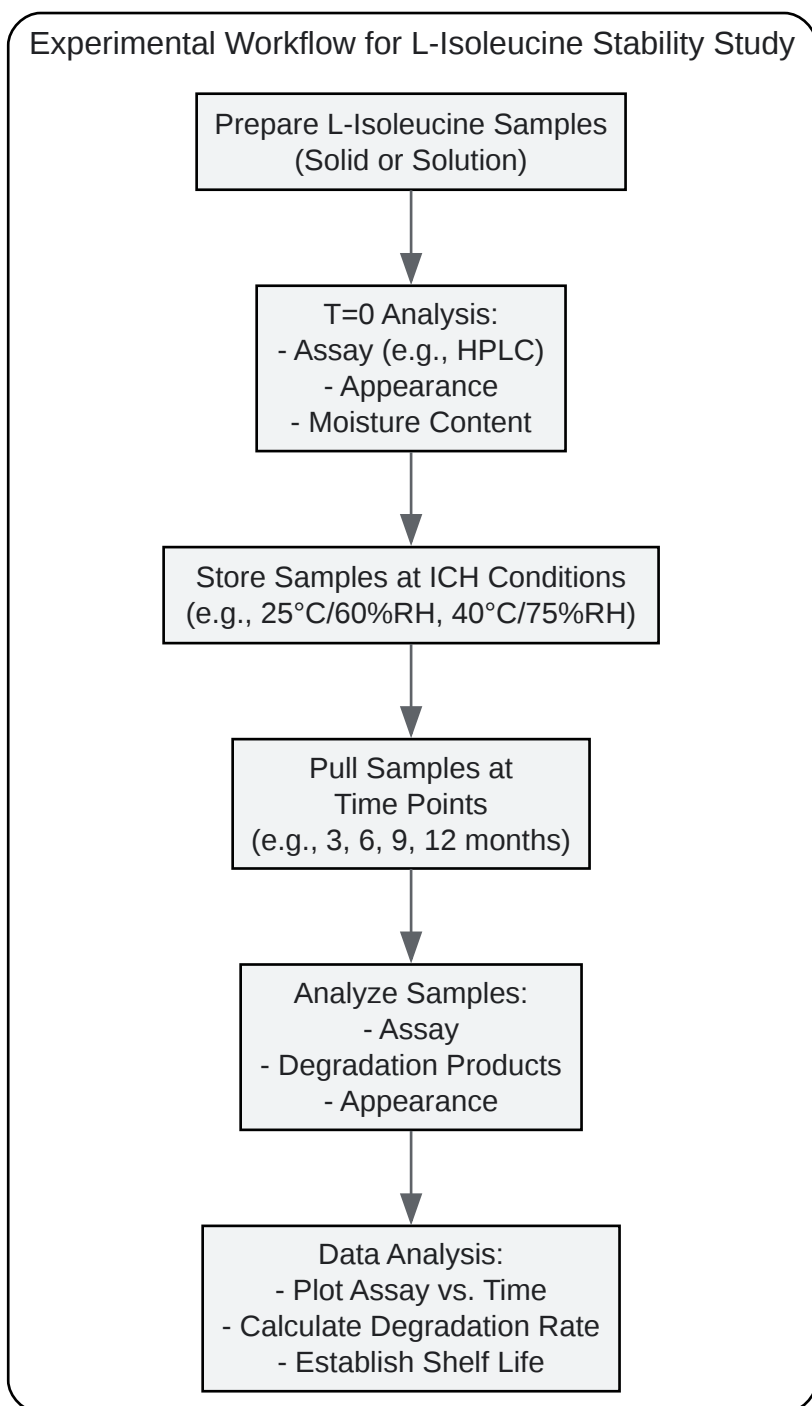 Experimental Workflow for L-Isoleucine Stability Study
Prepare L-Isoleucine Samples
(Solid or Solution)
T=0 Analysis:
- Assay (e.g., HPLC)
- Appearance
- Moisture Content
Store Samples at ICH Conditions
(e.g., 25°C/60%RH, 40°C/75%RH)
Pull Samples at
Time Points
(e.g., 3, 6, 9, 12 months)
Analyze Samples:
- Assay
- Degradation Products
- Appearance
Data Analysis:
- Plot Assay vs. Time
- Calculate Degradation Rate
- Establish Shelf Life